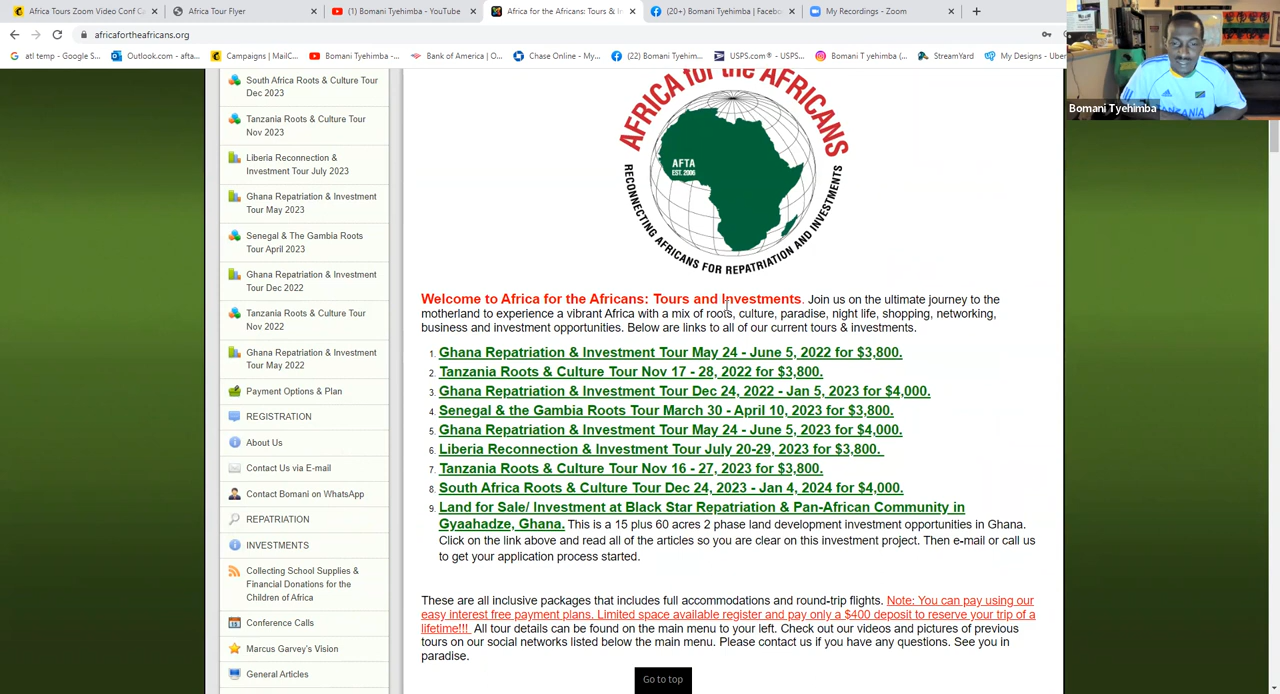 Africa Tours Zoom Video Conf Ca
Africa Tour Flyer
(1) Bomani Tyehimba - YouTube
Africa for the Africans: Tours & In
(20+) Bomani Tyehimba | Facebo
My Recordings - Zoom
africafortheafricans.org
atl temp - Google S...
Outlook.com - afta...
Campaigns | MailC...
Bomani Tyehimba -...
Bank of America | O...
Chase Online - My...
(22) Bomani Tyehim...
USPS.com® - USPS...
Bomani T yehimba...
StreamYard
My Designs - Uber
Bomani Tyehimba
TANZANIA
South Africa Roots & Culture Tour
Dec 2023
Tanzania Roots & Culture Tour
Nov 2023
Liberia Reconnection &
Investment Tour July 2023
Ghana Repatriation & Investment
Tour May 2023
Senegal & The Gambia Roots
Tour April 2023
Ghana Repatriation & Investment
Tour Dec 2022
Tanzania Roots & Culture Tour
Nov 2022
Ghana Repatriation & Investment
Tour May 2022
Payment Options & Plan
REGISTRATION
About Us
Contact Us via E-mail
Contact Bomani on WhatsApp
REPATRIATION
INVESTMENTS
Collecting School Supplies &
Financial Donations for the
Children of Africa
Conference Calls
Marcus Garvey's Vision
General Articles
AFRICA for the AFRICANS
AFTA
EST. 2006
RECONNECTING AFRICANS FOR REPATRIATION AND INVESTMENTS
Welcome to Africa for the Africans: Tours and Investments. Join us on the ultimate journey to the
motherland to experience a vibrant Africa with a mix of roots, culture, paradise, night life, shopping, networking,
business and investment opportunities. Below are links to all of our current tours & investments.
1. Ghana Repatriation & Investment Tour May 24 - June 5, 2022 for $3,800.
2. Tanzania Roots & Culture Tour Nov 17 - 28, 2022 for $3,800.
3. Ghana Repatriation & Investment Tour Dec 24, 2022 - Jan 5, 2023 for $4,000.
4. Senegal & the Gambia Roots Tour March 30 - April 10, 2023 for $3,800.
5. Ghana Repatriation & Investment Tour May 24 - June 5, 2023 for $4,000.
6. Liberia Reconnection & Investment Tour July 20-29, 2023 for $3,800.
7. Tanzania Roots & Culture Tour Nov 16 - 27, 2023 for $3,800.
8. South Africa Roots & Culture Tour Dec 24, 2023 - Jan 4, 2024 for $4,000.
9. Land for Sale/ Investment at Black Star Repatriation & Pan-African Community in
Gyaahadze, Ghana. This is a 15 plus 60 acres 2 phase land development investment opportunities in Ghana.
Click on the link above and read all of the articles so you are clear on this investment project. Then e-mail or call us
to get your application process started.
These are all inclusive packages that includes full accommodations and round-trip flights. Note: You can pay using our
easy interest free payment plans. Limited space available register and pay only a $400 deposit to reserve your trip of a
lifetime!!! All tour details can be found on the main menu to your left. Check out our videos and pictures of previous
tours on our social networks listed below the main menu. Please contact us if you have any questions. See you in
paradise.
Go to top